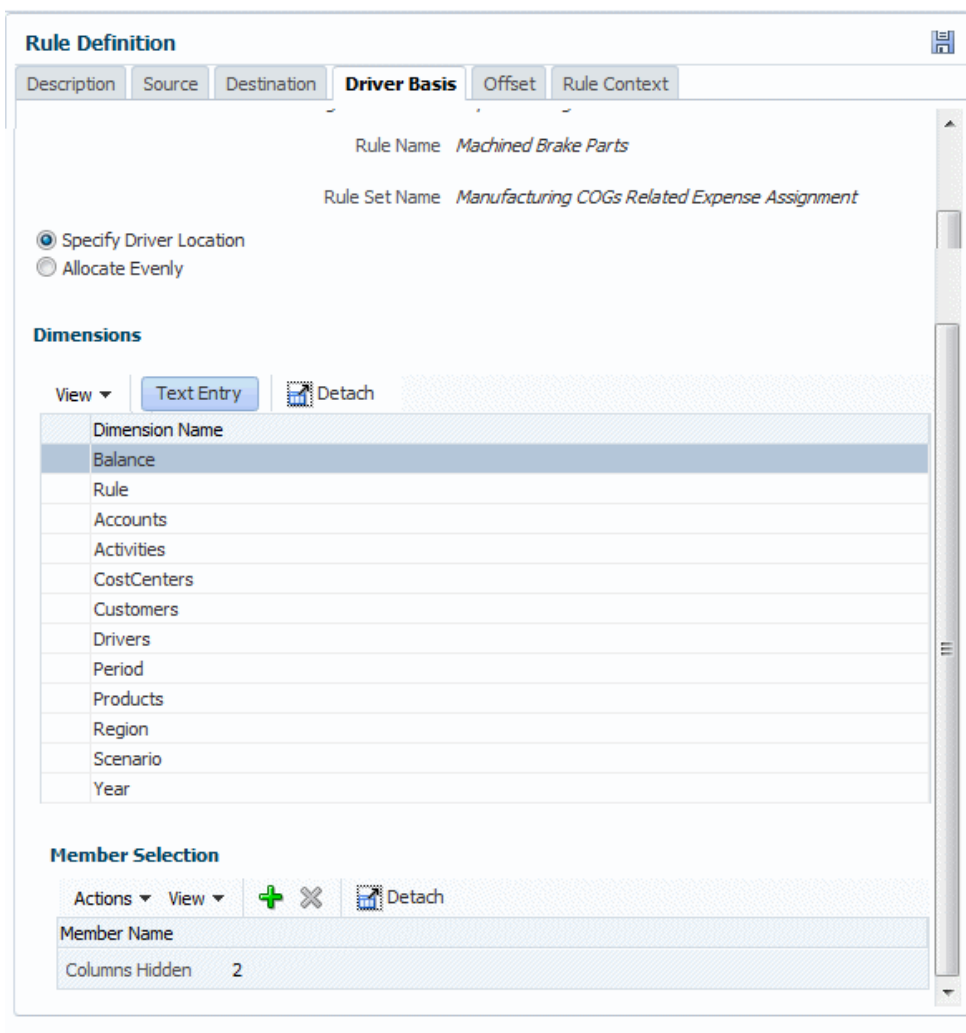 Rule Definition
Description Source Destination Driver Basis Offset Rule Context
Rule Name Machined Brake Parts
Rule Set Name Manufacturing COGs Related Expense Assignment
Specify Driver Location
Allocate Evenly
Dimensions
View Text Entry Detach
Dimension Name
Balance
Rule
Accounts
Activities
CostCenters
Customers
Drivers
Period
Products
Region
Scenario
Year
Member Selection
Actions View Detach
Member Name
Columns Hidden 2